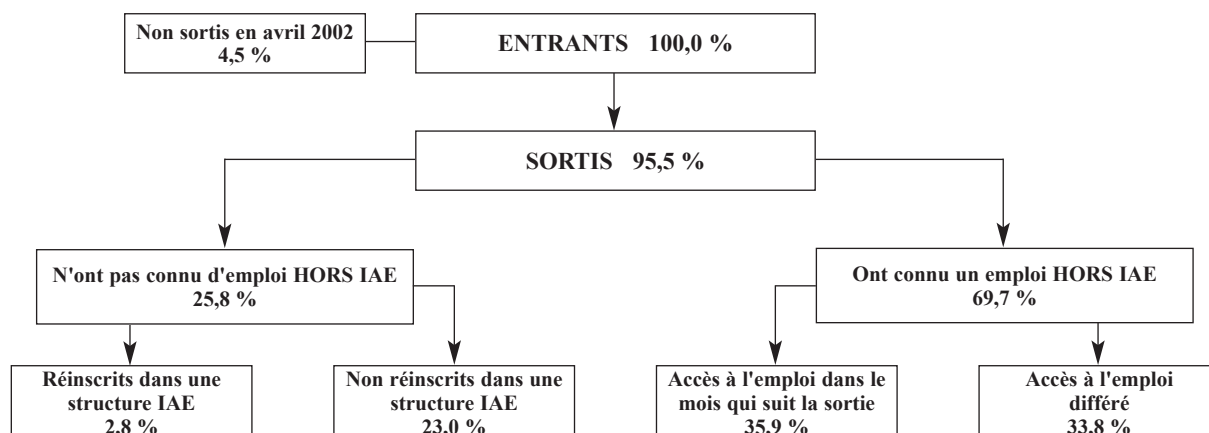 Non sortis en avril 2002
4,5 %
ENTRANTS 100,0 %
SORTIS 95,5 %
N'ont pas connu d'emploi HORS IAE
25,8 %
Ont connu un emploi HORS IAE
69,7 %
Réinscrits dans une
structure IAE
2,8 %
Non réinscrits dans une
structure IAE
23,0 %
Accès à l'emploi dans le
mois qui suit la sortie
35,9 %
Accès à l'emploi
différé
33,8 %